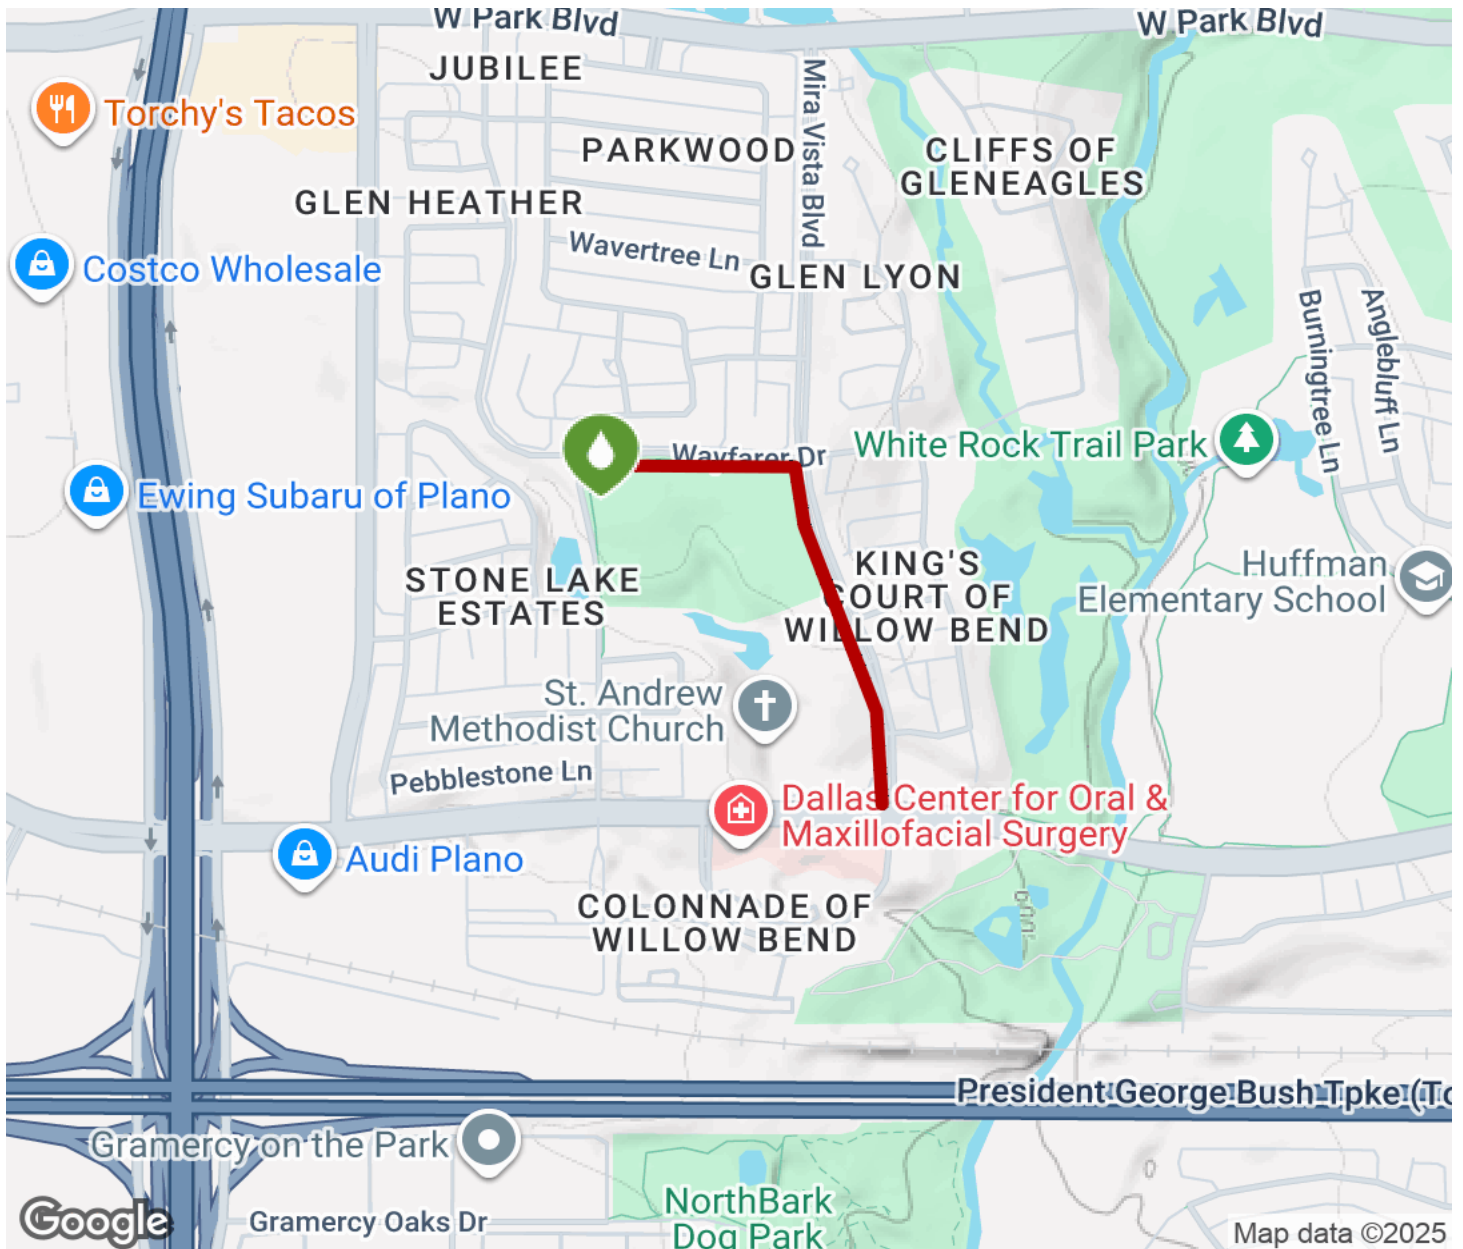 W Park Blvd
W Park Blvd
JUBILEE
Torchy's Tacos
Mira Vista Blvd
PARKWOOD
CLIFFS OF
GLENEAGLES
GLEN HEATHER
Wavertree Ln
Costco Wholesale
GLEN LYON
Burningtree Ln
Anglebluff Ln
Wayfarer Dr
White Rock Trail Park
Ewing Subaru of Plano
STONE LAKE
ESTATES
KING'S
COURT OF
WILLOW BEND
Huffman
Elementary School
St. Andrew
Methodist Church
Pebblestone Ln
Dallas Center for Oral &
Maxillofacial Surgery
Audi Plano
COLONNADE OF
WILLOW BEND
President George Bush Tpke (To
Gramercy on the Park
NorthBark
Dog Park
Gramercy Oaks Dr
Google
Map data ©2025